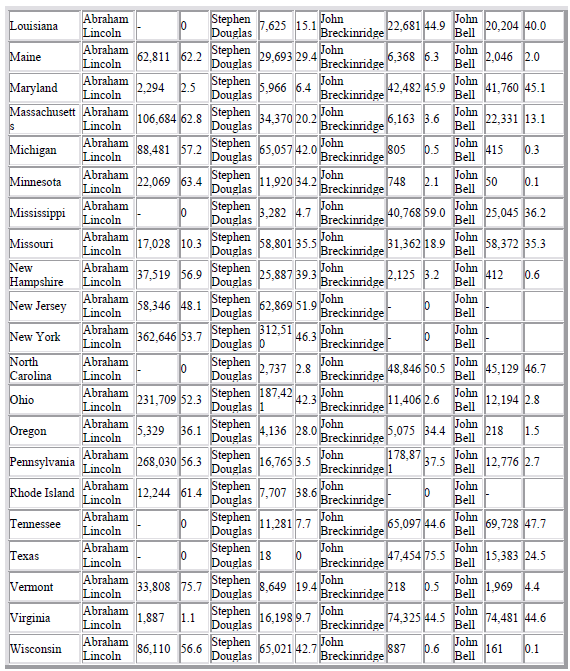 Louisiana Abraham Lincoln - 0 Stephen Douglas 7,625 15.1 John Breckinridge 22,681 44.9 John Bell 20,204 40.0
Maine Abraham Lincoln 62,811 62.2 Stephen Douglas 29,693 29.4 John Breckinridge 6,368 6.3 John Bell 2,046 2.0
Maryland Abraham Lincoln 2,294 2.5 Stephen Douglas 5,966 6.4 John Breckinridge 42,482 45.9 John Bell 41,760 45.1
Massachusetts Abraham Lincoln 106,684 62.8 Stephen Douglas 34,370 20.2 John Breckinridge 6,163 3.6 John Bell 22,331 13.1
Michigan Abraham Lincoln 88,481 57.2 Stephen Douglas 65,057 42.0 John Breckinridge 805 0.5 John Bell 415 0.3
Minnesota Abraham Lincoln 22,069 63.4 Stephen Douglas 11,920 34.2 John Breckinridge 748 2.1 John Bell 50 0.1
Mississippi Abraham Lincoln - 0 Stephen Douglas 3,282 4.7 John Breckinridge 40,768 59.0 John Bell 25,045 36.2
Missouri Abraham Lincoln 17,028 10.3 Stephen Douglas 58,801 35.5 John Breckinridge 31,362 18.9 John Bell 58,372 35.3
New Hampshire Abraham Lincoln 37,519 56.9 Stephen Douglas 25,887 39.3 John Breckinridge 2,125 3.2 John Bell 412 0.6
New Jersey Abraham Lincoln 58,346 48.1 Stephen Douglas 62,869 51.9 John Breckinridge - 0 John Bell -
New York Abraham Lincoln 362,646 53.7 Stephen Douglas 312,510 46.3 John Breckinridge - 0 John Bell -
North Carolina Abraham Lincoln - 0 Stephen Douglas 2,737 2.8 John Breckinridge 48,846 50.5 John Bell 45,129 46.7
Ohio Abraham Lincoln 231,709 52.3 Stephen Douglas 187,421 42.3 John Breckinridge 11,406 2.6 John Bell 12,194 2.8
Oregon Abraham Lincoln 5,329 36.1 Stephen Douglas 4,136 28.0 John Breckinridge 5,075 34.4 John Bell 218 1.5
Pennsylvania Abraham Lincoln 268,030 56.3 Stephen Douglas 16,765 3.5 John Breckinridge 178,871 37.5 John Bell 12,776 2.7
Rhode Island Abraham Lincoln 12,244 61.4 Stephen Douglas 7,707 38.6 John Breckinridge - 0 John Bell -
Tennessee Abraham Lincoln - 0 Stephen Douglas 11,281 7.7 John Breckinridge 65,097 44.6 John Bell 69,728 47.7
Texas Abraham Lincoln - 0 Stephen Douglas 18 0 John Breckinridge 47,454 75.5 John Bell 15,383 24.5
Vermont Abraham Lincoln 33,808 75.7 Stephen Douglas 8,649 19.4 John Breckinridge 218 0.5 John Bell 1,969 4.4
Virginia Abraham Lincoln 1,887 1.1 Stephen Douglas 16,198 9.7 John Breckinridge 74,325 44.5 John Bell 74,481 44.6
Wisconsin Abraham Lincoln 86,110 56.6 Stephen Douglas 65,021 42.7 John Breckinridge 887 0.6 John Bell 161 0.1